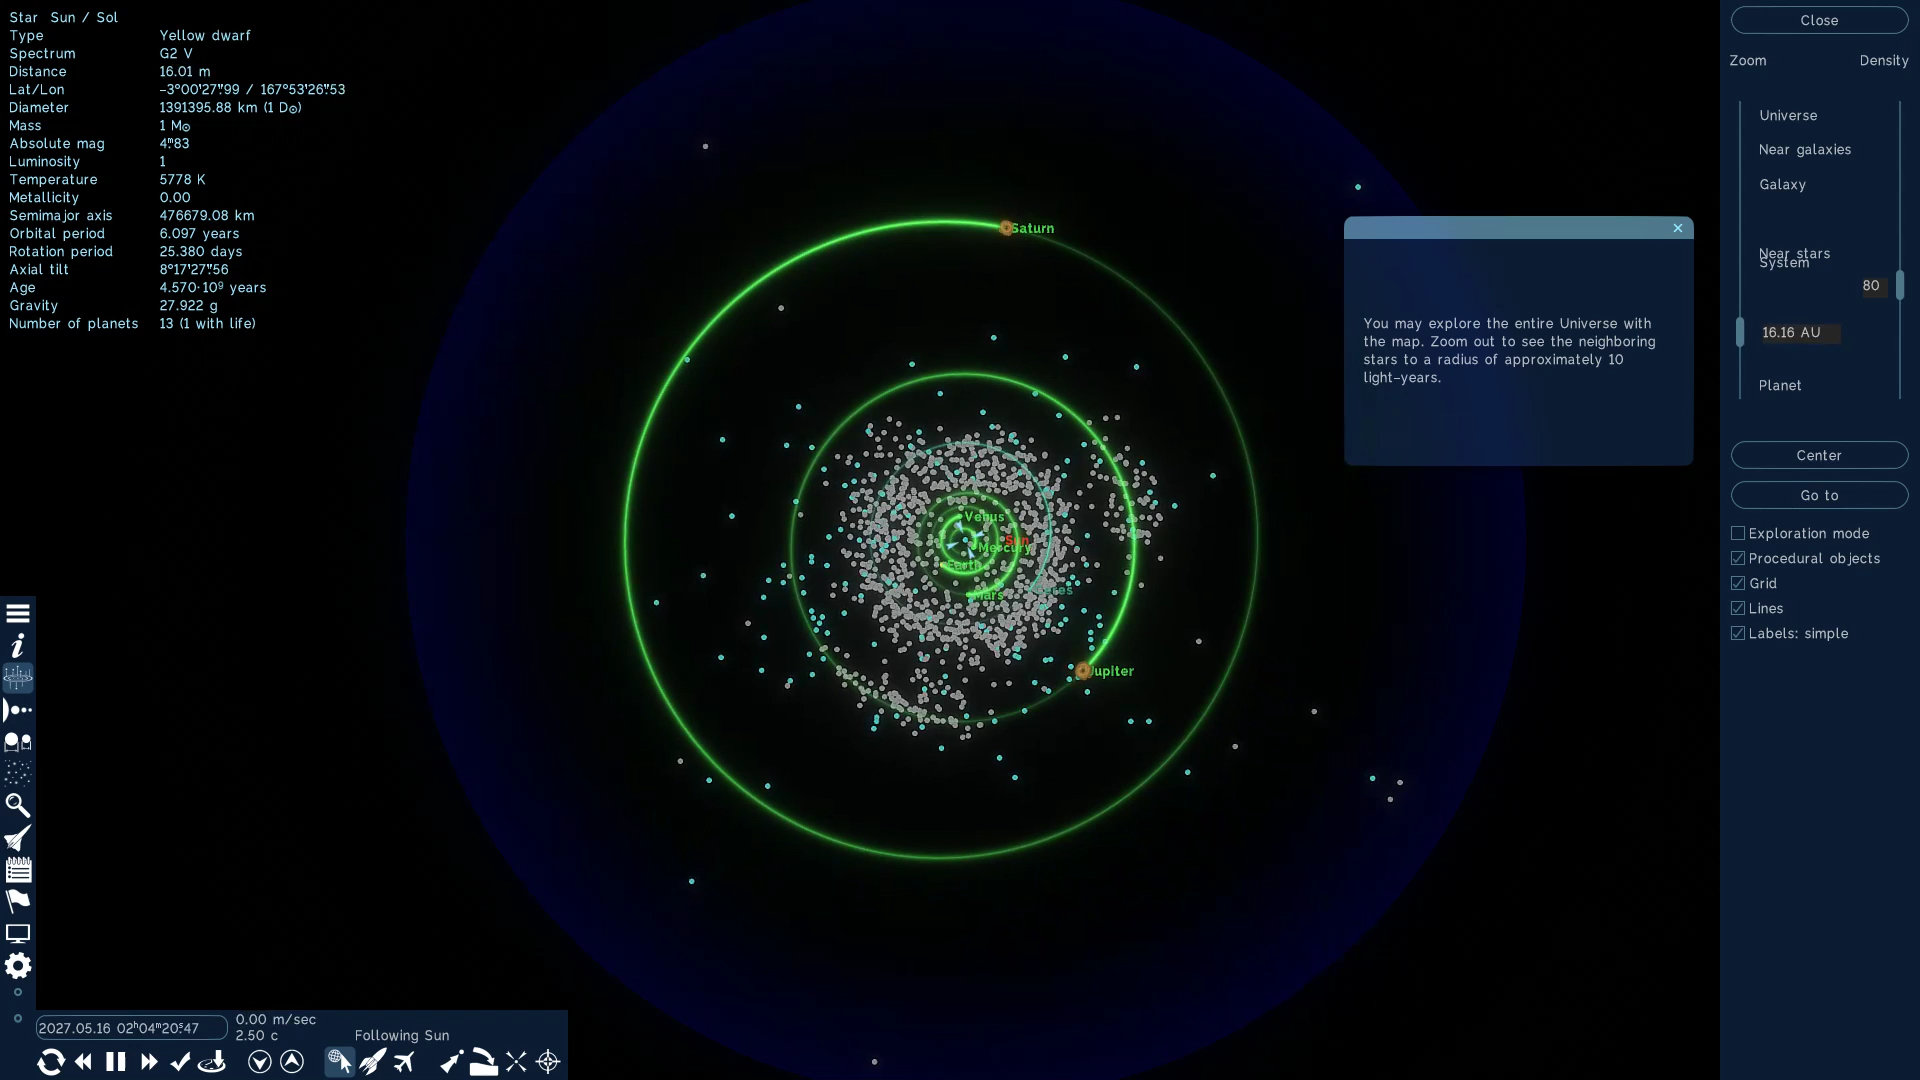 Star Sun / Sol
Type Yellow dwarf
Spectrum G2 V
Distance 16.01 m
Lat/Lon -3°00'27"99 / 167°53'26"53
Diameter 1391395.88 km (1 D⊙)
Mass 1 M⊙
Absolute mag 4ᵐ83
Luminosity 1
Temperature 5778 K
Metallicity 0.00
Semimajor axis 476679.08 km
Orbital period 6.097 years
Rotation period 25.380 days
Axial tilt 8°17'27"56
Age 4.570·10⁹ years
Gravity 27.922 g
Number of planets 13 (1 with life)
Saturn
Venus
Sun
Mercury
Earth
Mars
Ceres
Jupiter
You may explore the entire Universe with
the map. Zoom out to see the neighboring
stars to a radius of approximately 10
light-years.
Close
Zoom Density
Universe
Near galaxies
Galaxy
Near stars
System
80
16.16 AU
Planet
Center
Go to
Exploration mode
Procedural objects
Grid
Lines
Labels: simple
2027.05.16 02ʰ04ᵐ20ˢ47
0.00 m/sec
2.50 c
Following Sun